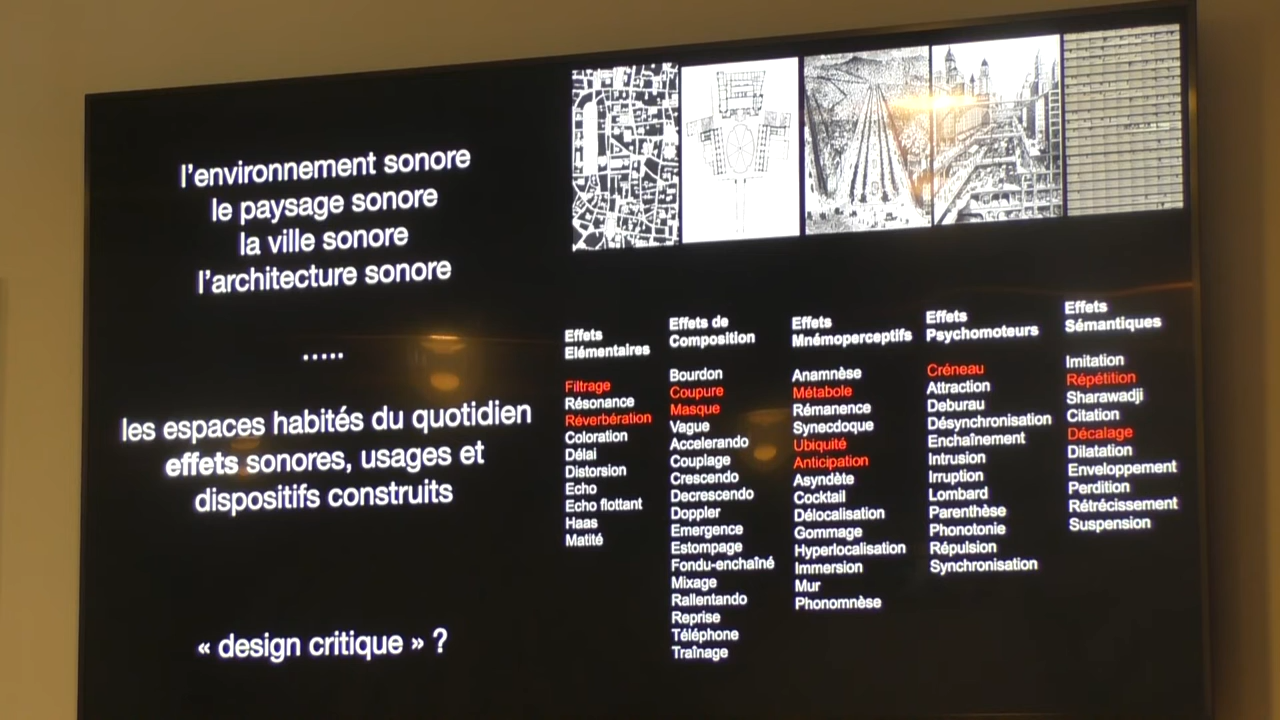 l'environnement sonore
le paysage sonore
la ville sonore
l'architecture sonore
.....
les espaces habités du quotidien
effets sonores, usages et
dispositifs construits
« design critique » ?
Effets
Elémentaires
Filtrage
Résonance
Réverbération
Coloration
Délai
Distorsion
Echo
Echo flottant
Haas
Matité
Effets de
Composition
Bourdon
Coupure
Masque
Vague
Accelerando
Couplage
Crescendo
Decrescendo
Doppler
Emergence
Estompage
Fondu-enchaîné
Mixage
Rallentando
Reprise
Téléphone
Traînage
Effets
Mnémoperceptifs
Anamnèse
Métabole
Rémanence
Synecdoque
Ubiquité
Anticipation
Asyndète
Cocktail
Délocalisation
Gommage
Hyperlocalisation
Immersion
Mur
Phonomnèse
Effets
Psychomoteurs
Créneau
Attraction
Deburau
Désynchronisation
Enchaînement
Intrusion
Irruption
Lombard
Parenthèse
Phonotonie
Répulsion
Synchronisation
Effets
Sémantiques
Imitation
Répétition
Sharawadji
Citation
Décalage
Dilatation
Enveloppement
Perdition
Rétrécissement
Suspension